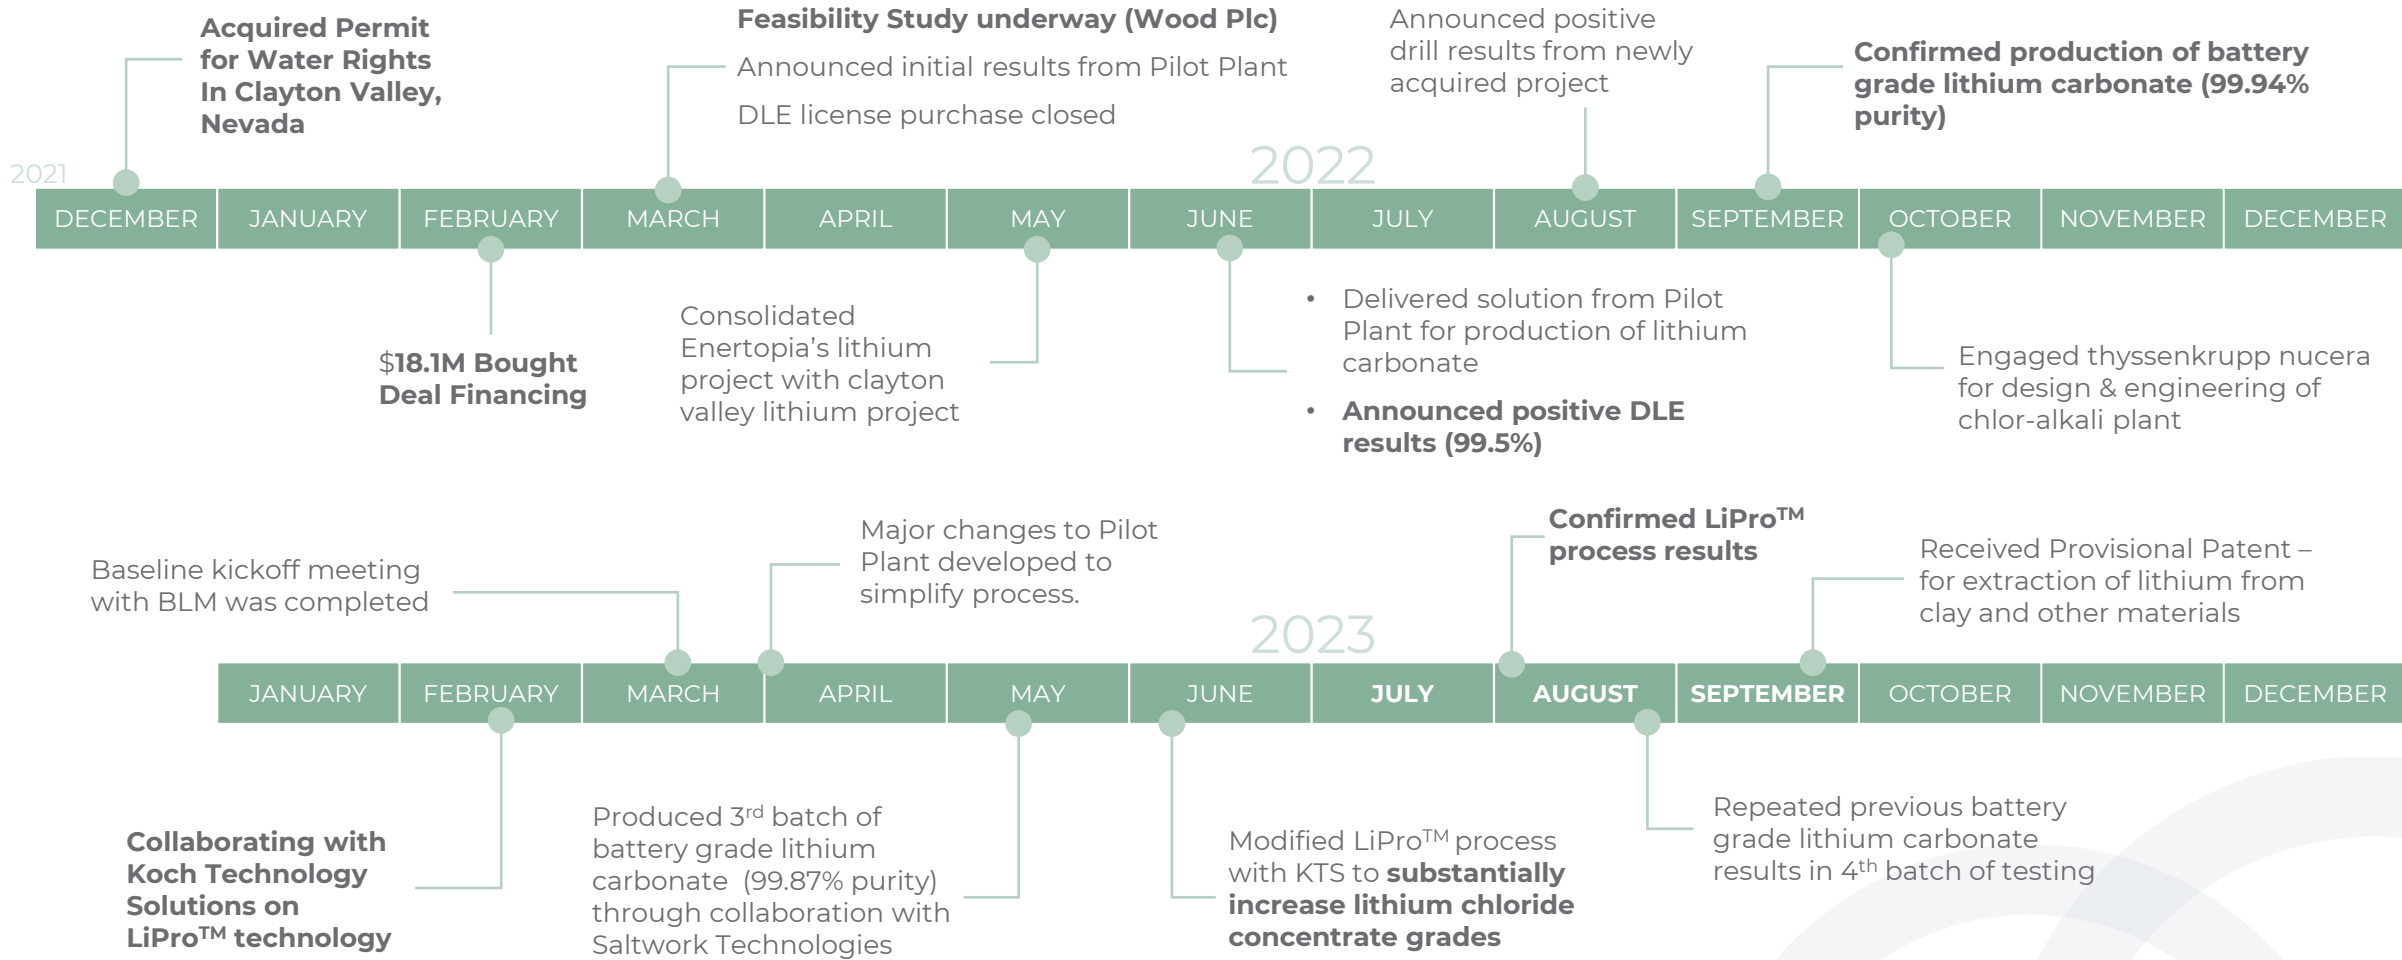 Acquired Permit
for Water Rights
In Clayton Valley,
Nevada
Feasibility Study underway (Wood Plc)
Announced initial results from Pilot Plant
DLE license purchase closed
Announced positive
drill results from newly
acquired project
Confirmed production of battery
grade lithium carbonate (99.94%
purity)
2021
2022
DECEMBER JANUARY FEBRUARY MARCH APRIL MAY JUNE JULY AUGUST SEPTEMBER OCTOBER NOVEMBER DECEMBER
$18.1M Bought
Deal Financing
Consolidated
Enertopia’s lithium
project with clayton
valley lithium project
• Delivered solution from Pilot
Plant for production of lithium
carbonate
• Announced positive DLE
results (99.5%)
Engaged thyssenkrupp nucera
for design & engineering of
chlor-alkali plant
Baseline kickoff meeting
with BLM was completed
Major changes to Pilot
Plant developed to
simplify process.
Confirmed LiPro™
process results
Received Provisional Patent –
for extraction of lithium from
clay and other materials
2023
JANUARY FEBRUARY MARCH APRIL MAY JUNE JULY AUGUST SEPTEMBER OCTOBER NOVEMBER DECEMBER
Collaborating with
Koch Technology
Solutions on
LiPro™ technology
Produced 3rd batch of
battery grade lithium
carbonate (99.87% purity)
through collaboration with
Saltwork Technologies
Modified LiPro™ process
with KTS to substantially
increase lithium chloride
concentrate grades
Repeated previous battery
grade lithium carbonate
results in 4th batch of testing